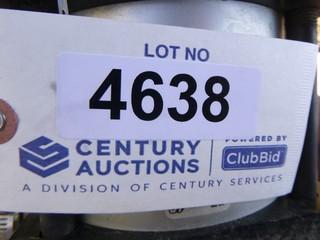 LOT NO
4638
CENTURY
AUCTIONS
POWERED BY
ClubBid
A DIVISION OF CENTURY SERVICES